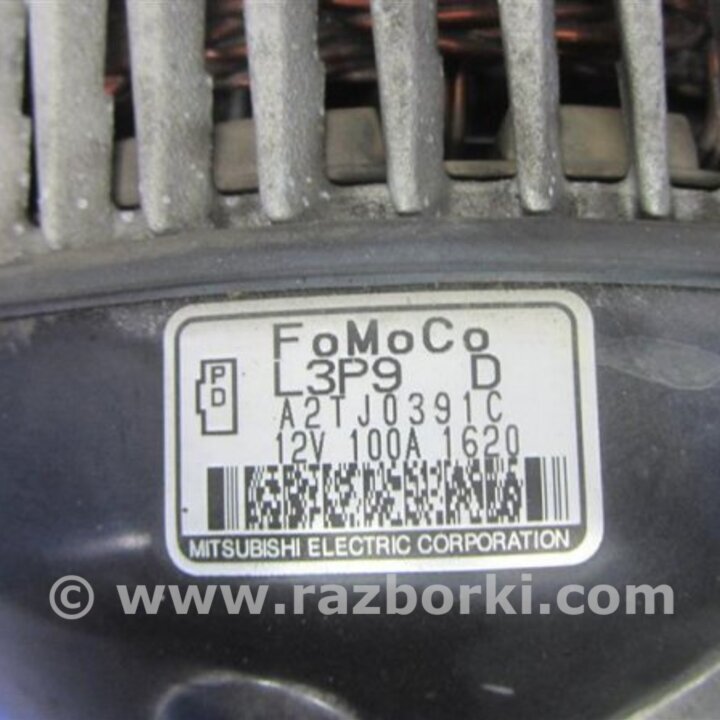 FoMoCo
P
D
L3P9 D
A2TJ0391C
12V 100A 1620
MITSUBISHI ELECTRIC CORPORATION
© www.razborki.com